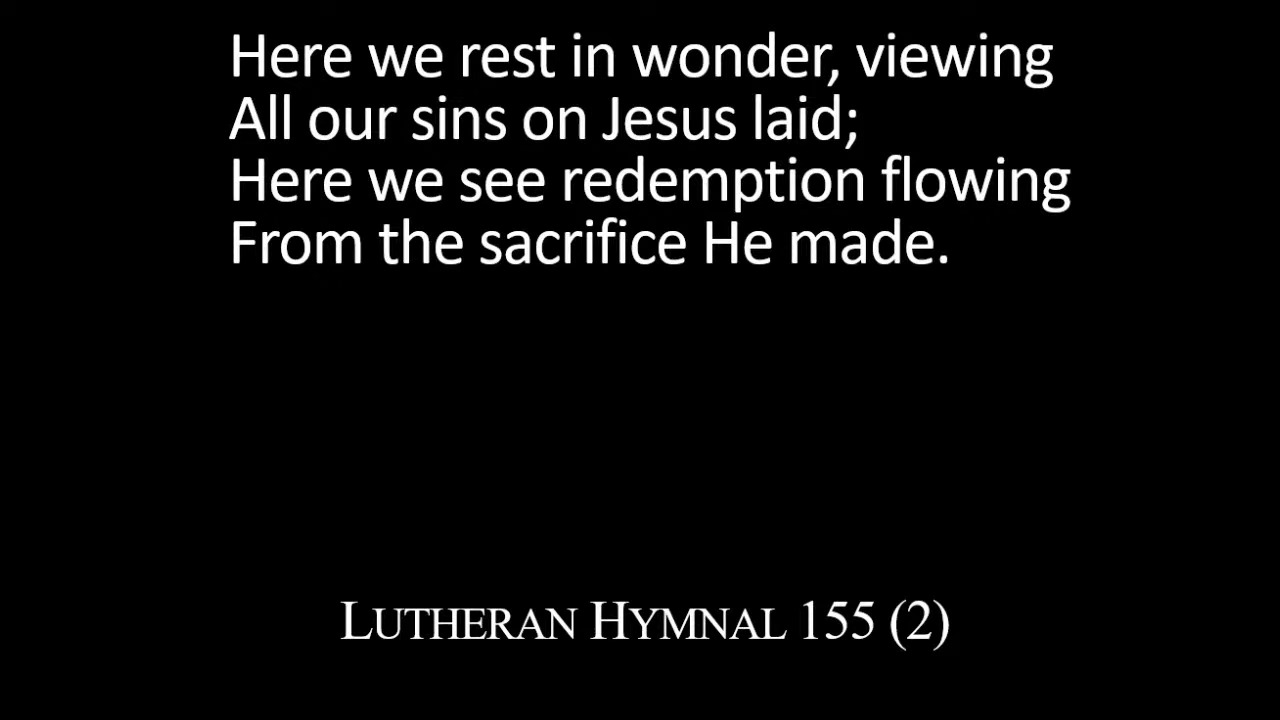 Here we rest in wonder, viewing
All our sins on Jesus laid;
Here we see redemption flowing
From the sacrifice He made.
LUTHERAN HYMNAL 155 (2)